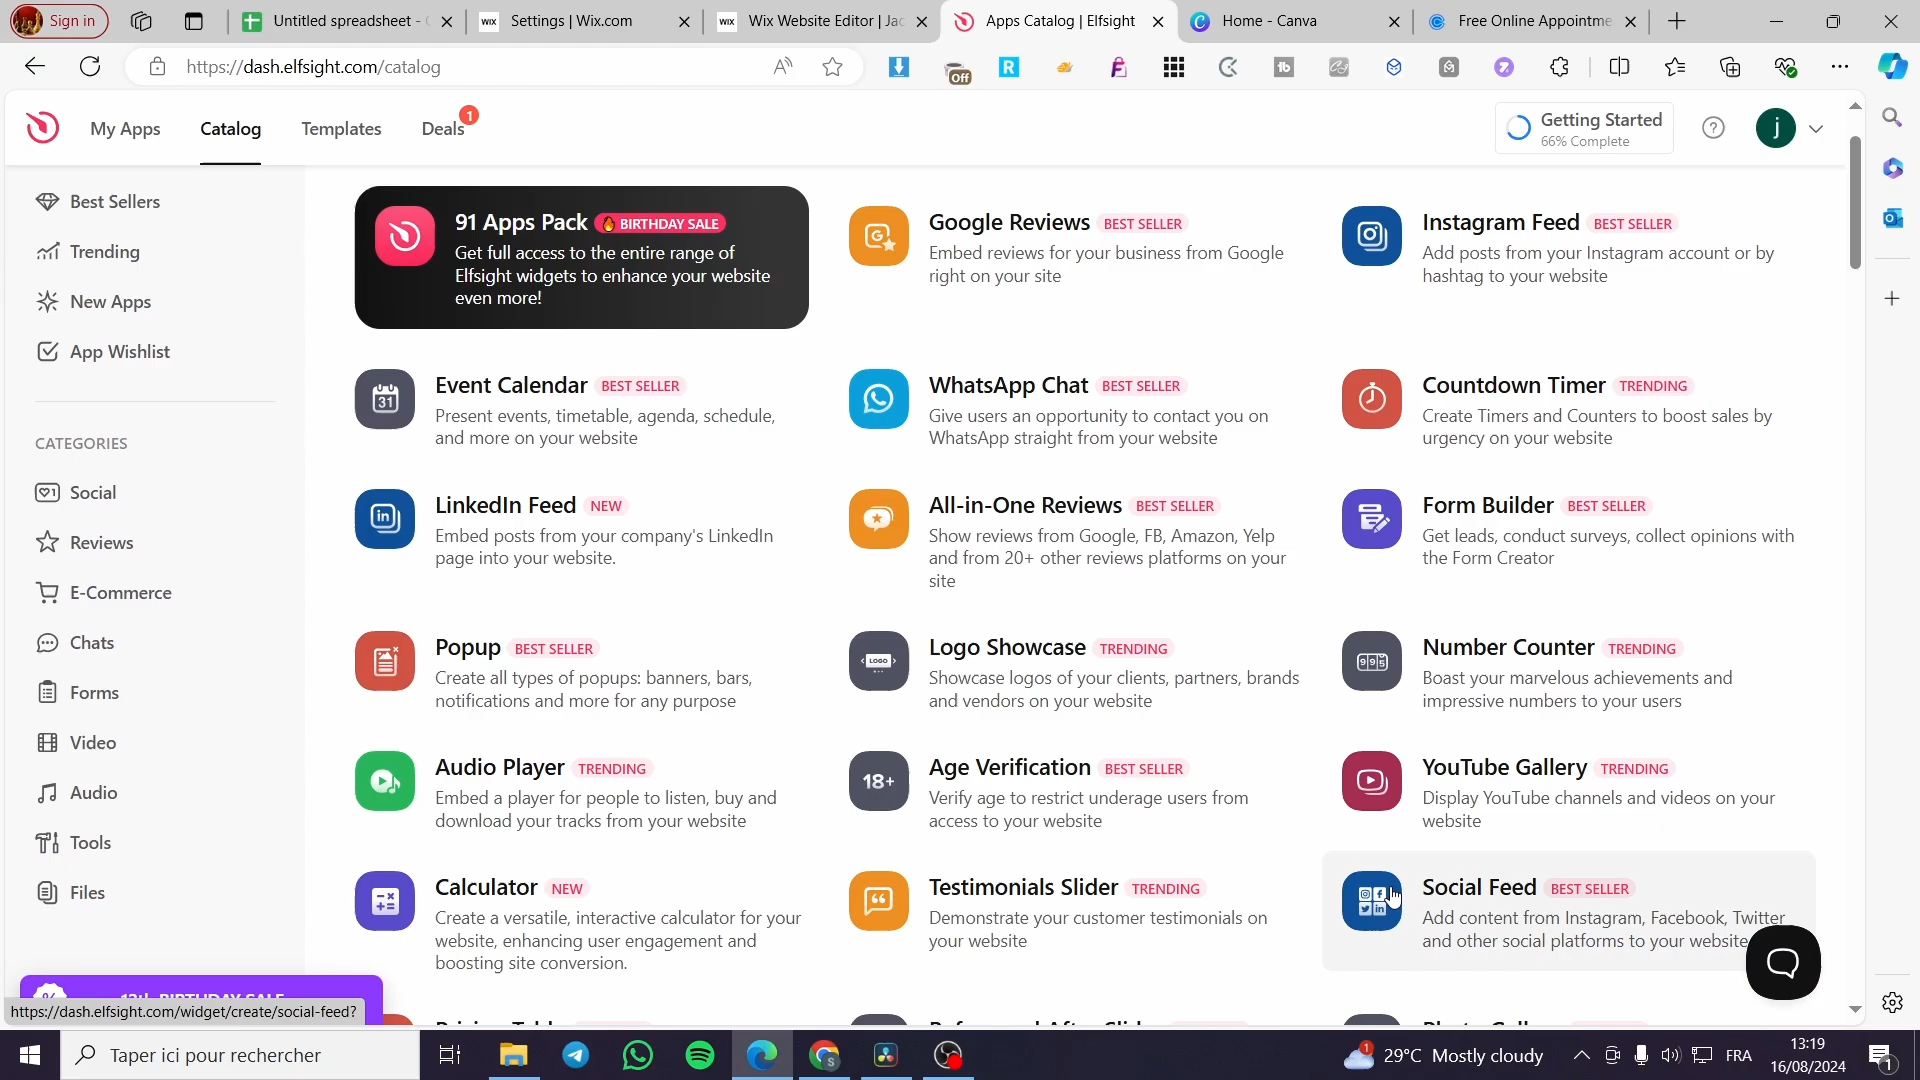 Sign in
Untitled spreadsheet - 
WIX Settings | Wix.com
WIX Wix Website Editor | Jac
Apps Catalog | Elfsight
Home - Canva
Free Online Appointme
https://dash.elfsight.com/catalog
Off
My Apps
Catalog
Templates
Deals
1
Getting Started
66% Complete
j
Best Sellers
Trending
New Apps
App Wishlist
CATEGORIES
Social
Reviews
E-Commerce
Chats
Forms
Video
Audio
Tools
Files
91 Apps Pack BIRTHDAY SALE
Get full access to the entire range of
Elfsight widgets to enhance your website
even more!
Google Reviews BEST SELLER
Embed reviews for your business from Google
right on your site
Instagram Feed BEST SELLER
Add posts from your Instagram account or by
hashtag to your website
31
Event Calendar BEST SELLER
Present events, timetable, agenda, schedule,
and more on your website
WhatsApp Chat BEST SELLER
Give users an opportunity to contact you on
WhatsApp straight from your website
Countdown Timer TRENDING
Create Timers and Counters to boost sales by
urgency on your website
LinkedIn Feed NEW
Embed posts from your company's LinkedIn
page into your website.
All-in-One Reviews BEST SELLER
Show reviews from Google, FB, Amazon, Yelp
and from 20+ other reviews platforms on your
site
Form Builder BEST SELLER
Get leads, conduct surveys, collect opinions with
the Form Creator
Popup BEST SELLER
Create all types of popups: banners, bars,
notifications and more for any purpose
LOGO
Logo Showcase TRENDING
Showcase logos of your clients, partners, brands
and vendors on your website
995
Number Counter TRENDING
Boast your marvelous achievements and
impressive numbers to your users
Audio Player TRENDING
Embed a player for people to listen, buy and
download your tracks from your website
18+
Age Verification BEST SELLER
Verify age to restrict underage users from
access to your website
YouTube Gallery TRENDING
Display YouTube channels and videos on your
website
Calculator NEW
Create a versatile, interactive calculator for your
website, enhancing user engagement and
boosting site conversion.
Testimonials Slider TRENDING
Demonstrate your customer testimonials on
your website
Social Feed BEST SELLER
Add content from Instagram, Facebook, Twitter
and other social platforms to your website
https://dash.elfsight.com/widget/create/social-feed?
Taper ici pour rechercher
1
29°C Mostly cloudy
FRA
13:19
16/08/2024
1